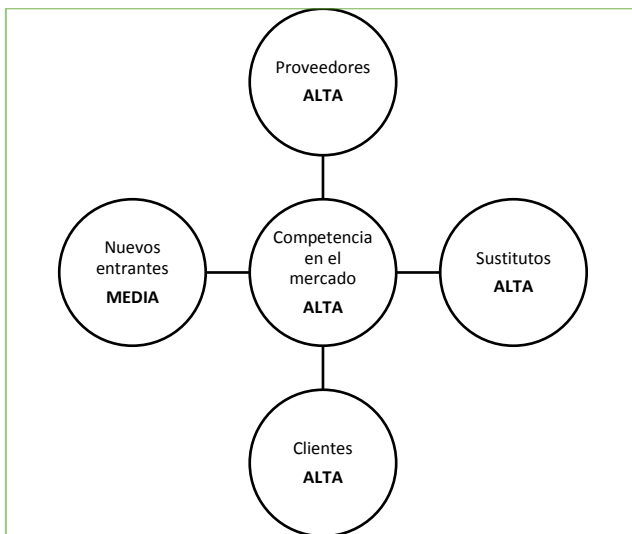 Proveedores
ALTA
Nuevos
entrantes
MEDIA
Competencia
en el
mercado
ALTA
Sustitutos
ALTA
Clientes
ALTA